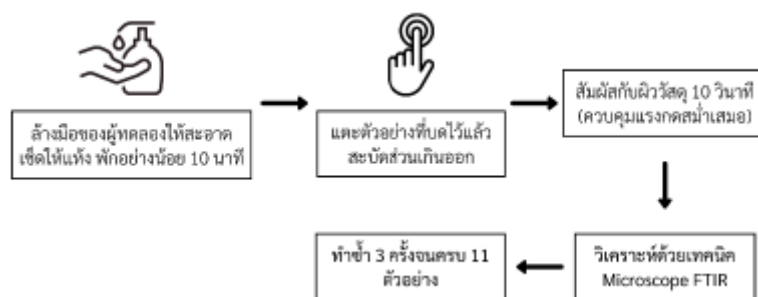 ล้างมือของผู้ทดลองให้สะอาด
เช็ดให้แห้ง พักอย่างน้อย 10 นาที
แตะตัวอย่างที่บดไว้แล้ว
สะบัดส่วนเกินออก
สัมผัสกับผิววัสดุ 10 วินาที
(ควบคุมแรงกดสม่ำเสมอ)
วิเคราะห์ด้วยเทคนิค
Microscope FTIR
ทำซ้ำ 3 ครั้งจนครบ 11
ตัวอย่าง